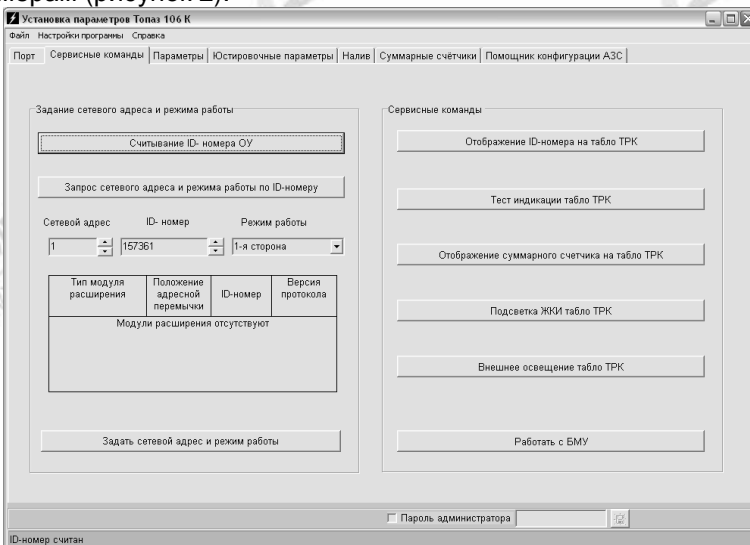 (рисунок 2).
Установка параметров Топаз 106 К
Файл Настройки программы Справка
Порт Сервисные команды Параметры Юстировочные параметры Налив Суммарные счётчики Помощник конфигурации АЗС
Задание сетевого адреса и режима работы
Считывание ID- номера ОУ
Запрос сетевого адреса и режима работы по ID-номеру
Сетевой адрес ID- номер Режим работы
1 157361 1-я сторона
Тип модуля расширения Положение адресной перемычки ID-номер Версия протокола
Модули расширения отсутствуют
Задать сетевой адрес и режим работы
Сервисные команды
Отображение ID-номера на табло ТРК
Тест индикации табло ТРК
Отображение суммарного счетчика на табло ТРК
Подсветка ЖКИ табло ТРК
Внешнее освещение табло ТРК
Работать с БМУ
Пароль администратора
ID-номер считан